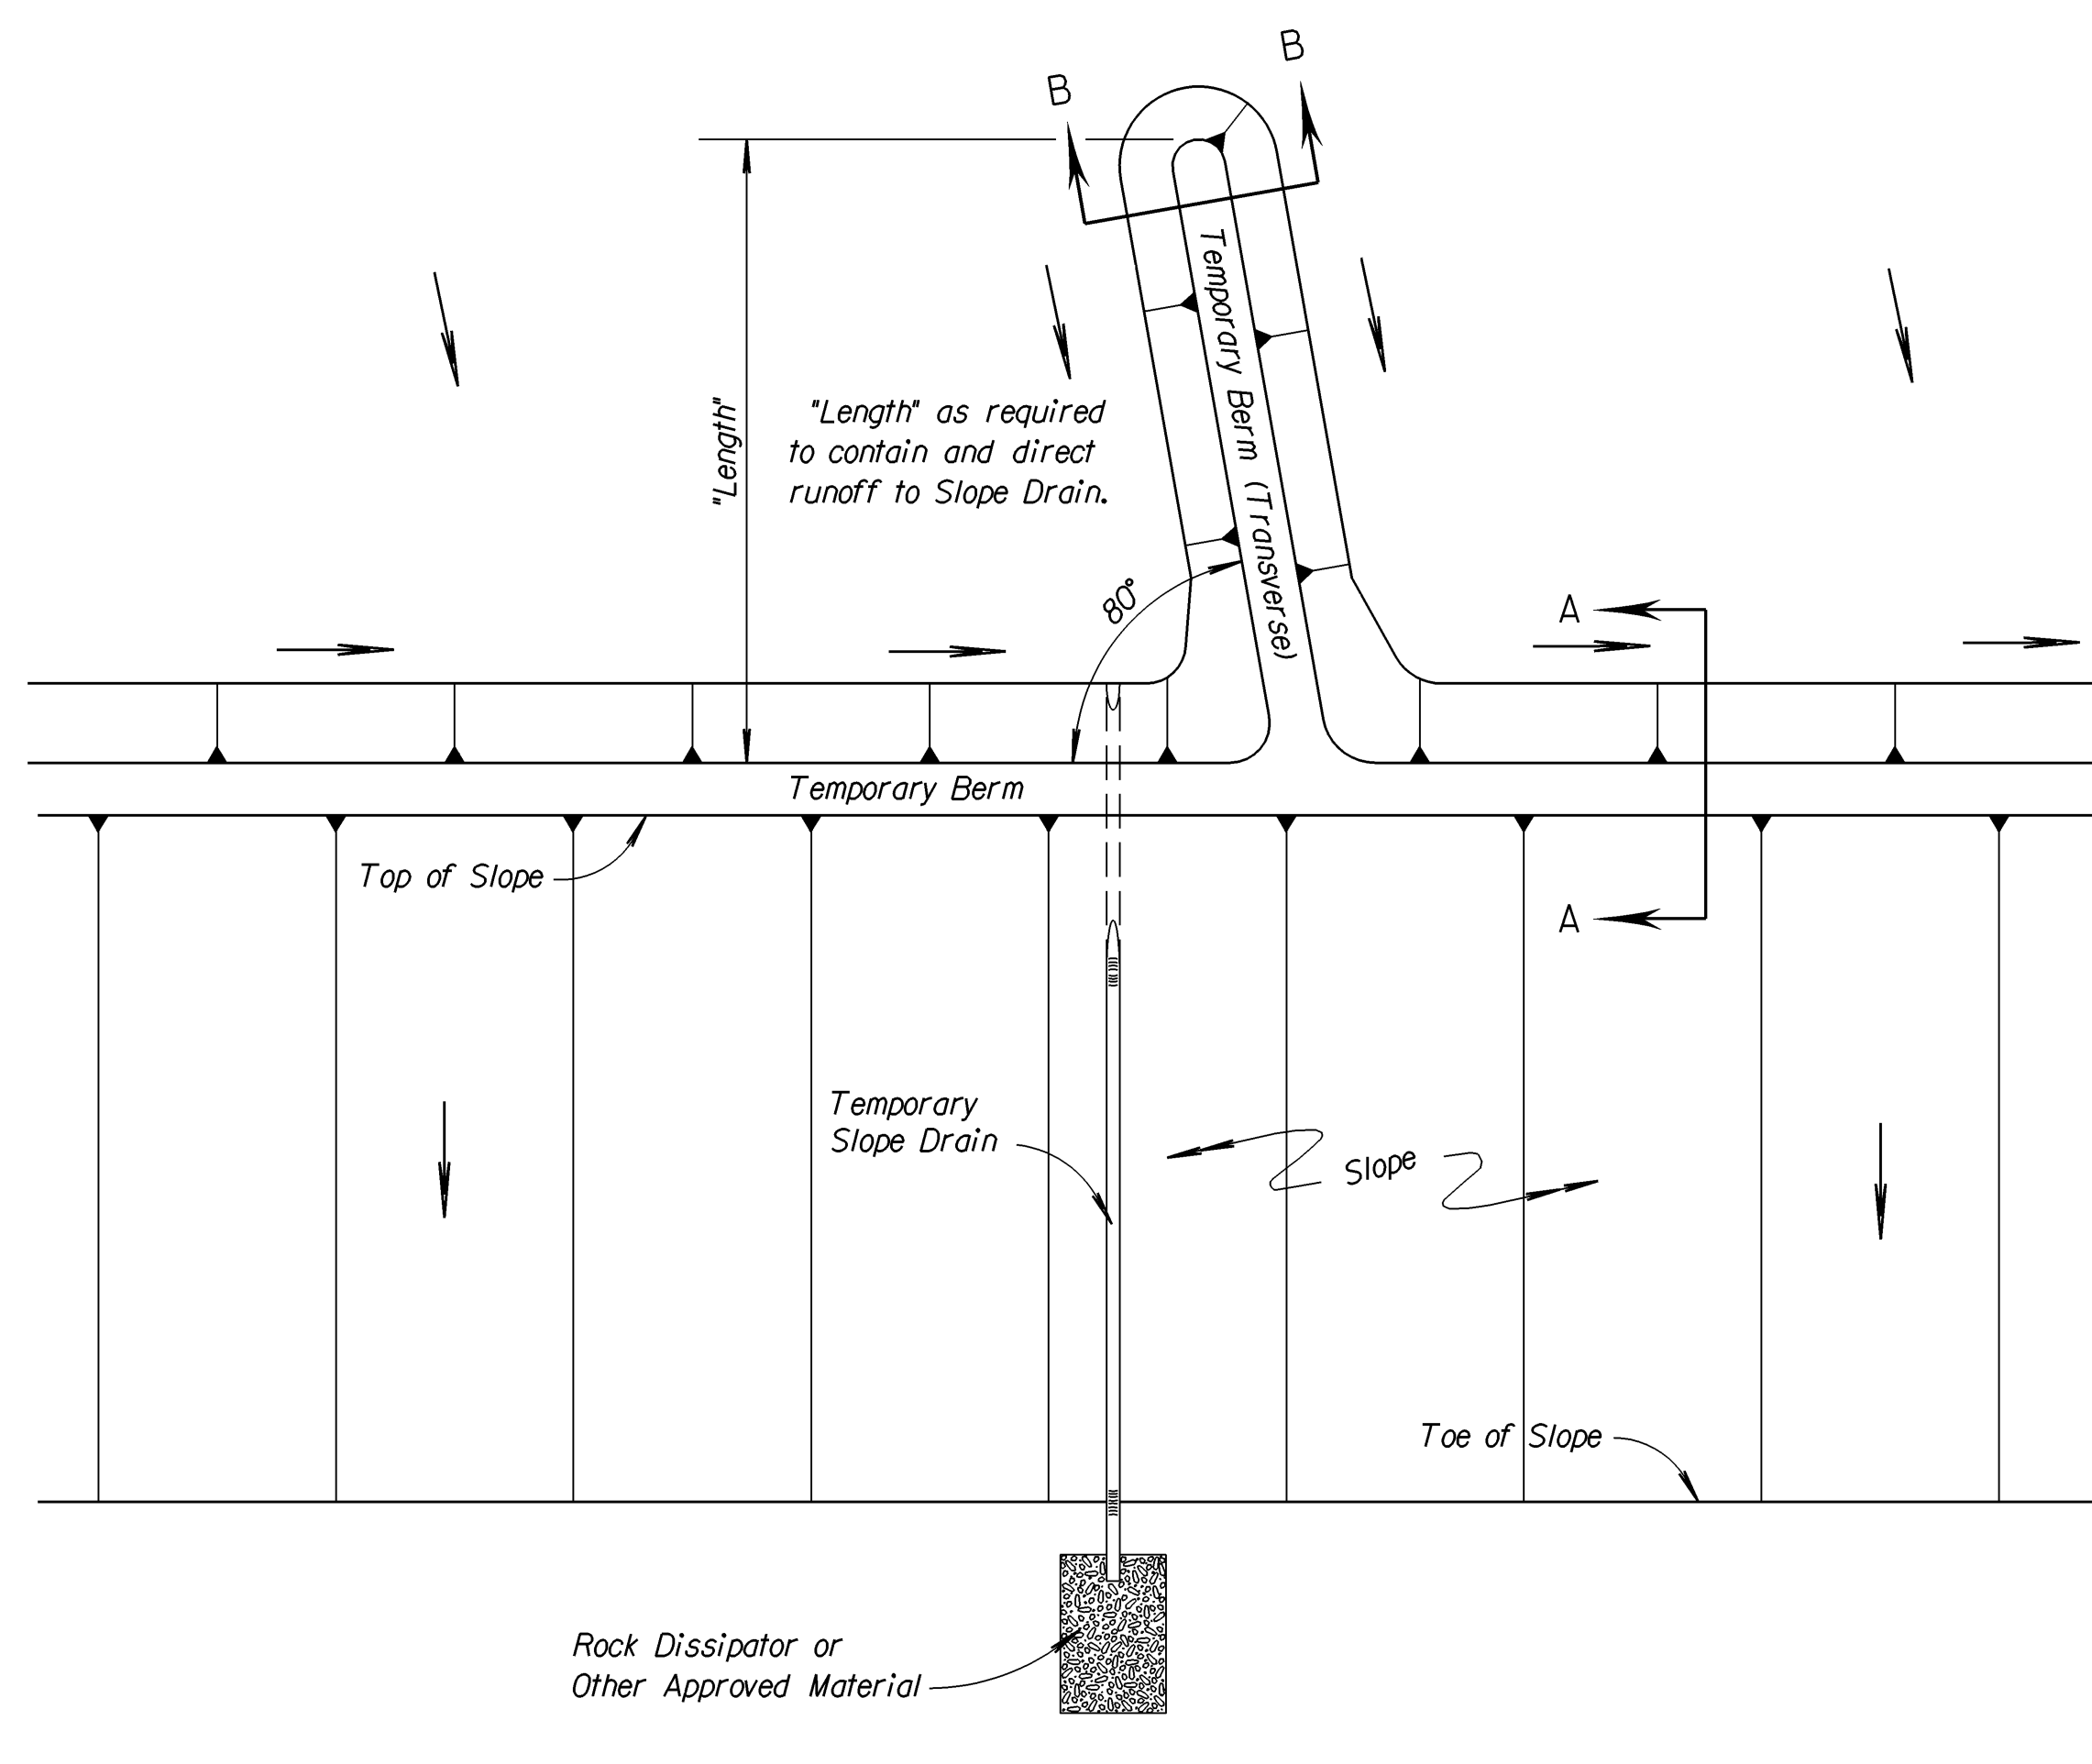 B
B
"Length"
"Length" as required
to contain and direct
runoff to Slope Drain.
Temporary Berm (Transverse)
80°
A
Temporary Berm
Top of Slope
A
Temporary
Slope Drain
Slope
Toe of Slope
Rock Dissipator or
Other Approved Material